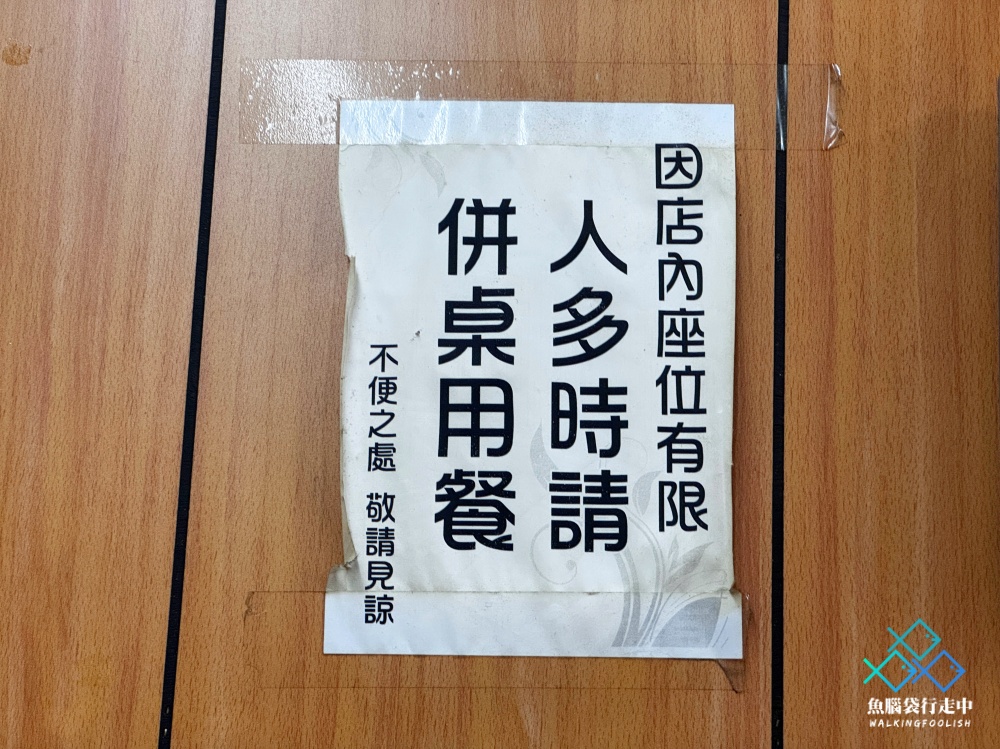 因店內座位有限
人多時請
併桌用餐
不便之處 敬請見諒
魚腦袋行走中
WALKINGFOOLISH